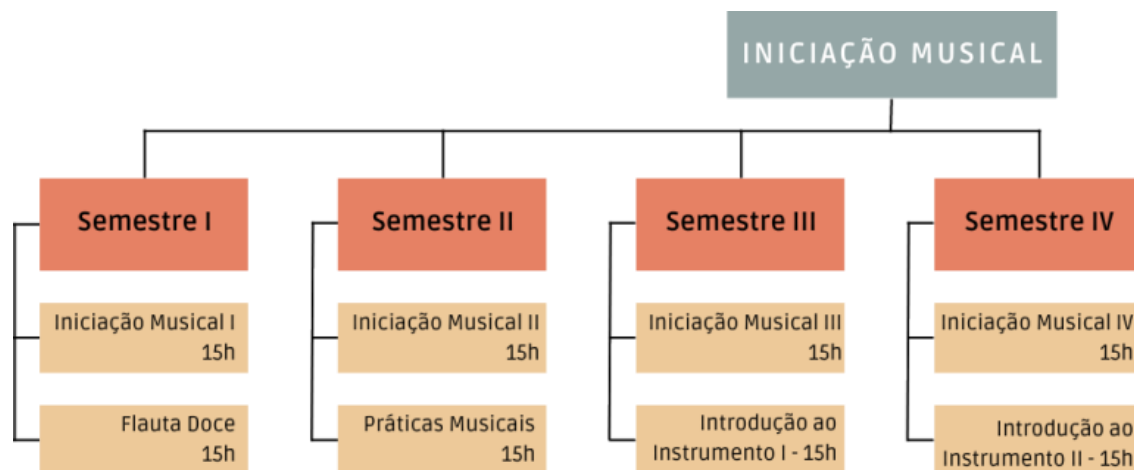 INICIAÇÃO MUSICAL
Semestre I
Semestre II
Semestre III
Semestre IV
Iniciação Musical I
15h
Iniciação Musical II
15h
Iniciação Musical III
15h
Iniciação Musical IV
15h
Flauta Doce
15h
Práticas Musicais
15h
Introdução ao
Instrumento I - 15h
Introdução ao
Instrumento II - 15h